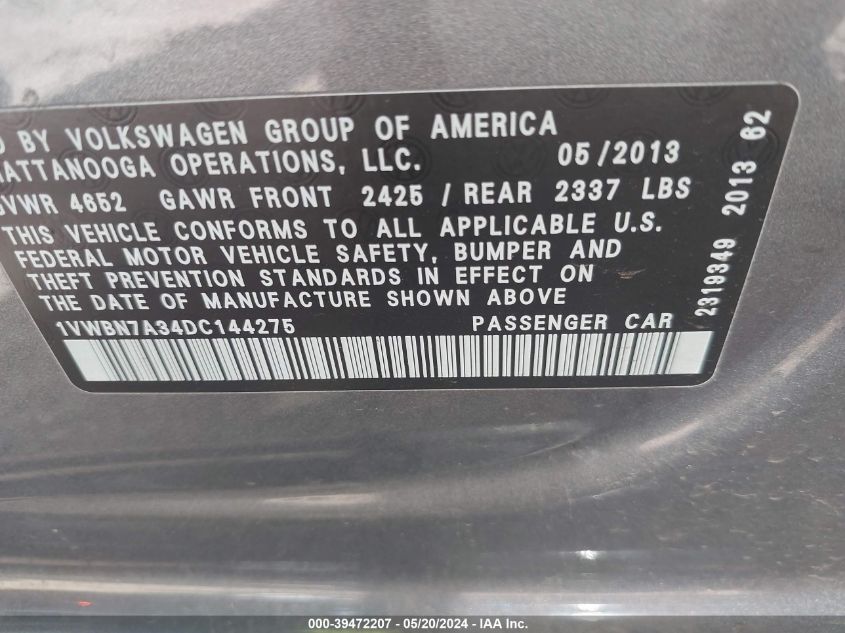 D BY VOLKSWAGEN GROUP OF AMERICA
ATTANOOGA OPERATIONS, LLC. 05/2013
VWR 4652 GAWR FRONT 2425 / REAR 2337 LBS
THIS VEHICLE CONFORMS TO ALL APPLICABLE U.S.
FEDERAL MOTOR VEHICLE SAFETY, BUMPER AND
THEFT PREVENTION STANDARDS IN EFFECT ON
THE DATE OF MANUFACTURE SHOWN ABOVE
1VWBN7A34DC144275 PASSENGER CAR
2319349 2013 62
000-39472207 - 05/20/2024 - IAA Inc.